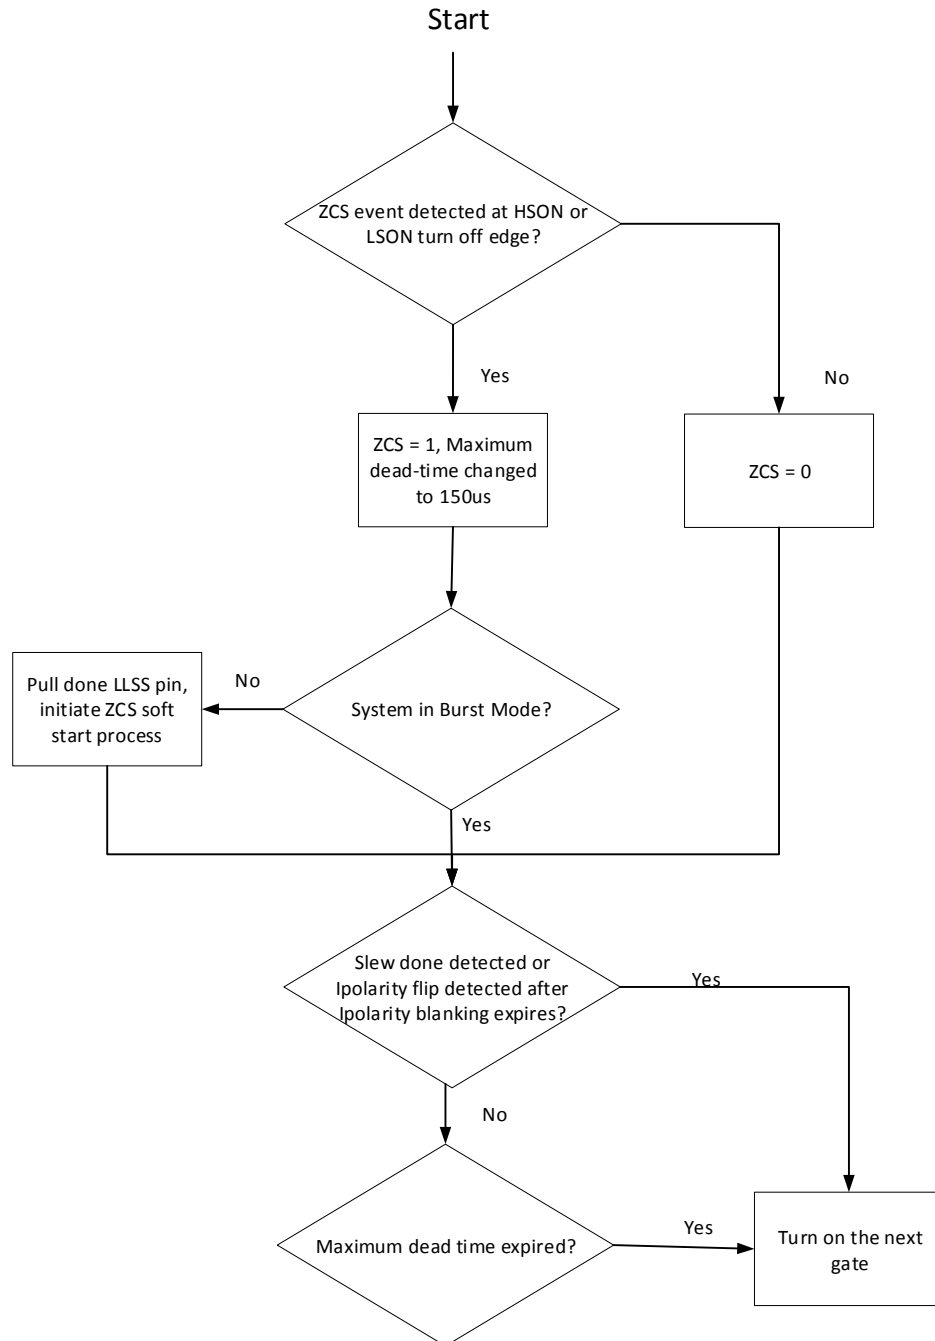 Start
ZCS event detected at HSON or
LSON turn off edge?
Yes
No
ZCS = 1, Maximum
dead-time changed
to 150us
ZCS = 0
Pull done LLSS pin,
initiate ZCS soft
start process
No
System in Burst Mode?
Yes
Slew done detected or
Ipolarity flip detected after
Ipolarity blanking expires?
Yes
No
Maximum dead time expired?
Yes
Turn on the next
gate